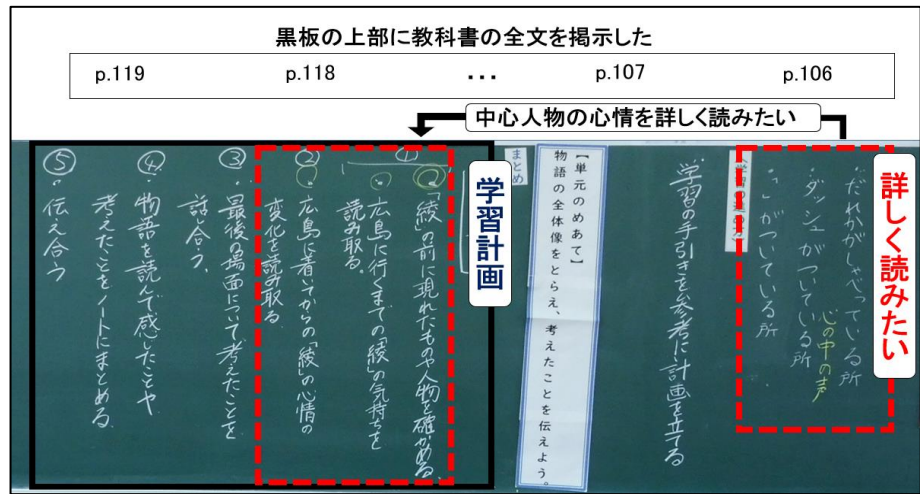 黒板の上部に教科書の全文を掲示した
p.119 p.118 ・・・ p.107 p.106
中心人物の心情を詳しく読みたい
詳しく読みたい
・だれかがしゃべっている所
・ダッシュがついている所
心の中の声
・「」がついている所
学習の進め方
学習の手引きを参考に計画を立てる
【単元のめあて】
物語の全体像をとらえ、考えたことを伝えよう。
まとめ
学習計画
①
「綾」の前に現れたものや人物を確かめる
広島に行くまでの「綾」の気持ちを
読み取る。
②
広島に着いてからの「綾」の心情の
変化を読み取る
③・最後の場面について考えたことを
話し合う、
④・物語を読んで感じたことや
考えたことをノートにまとめる
⑤・伝え合う